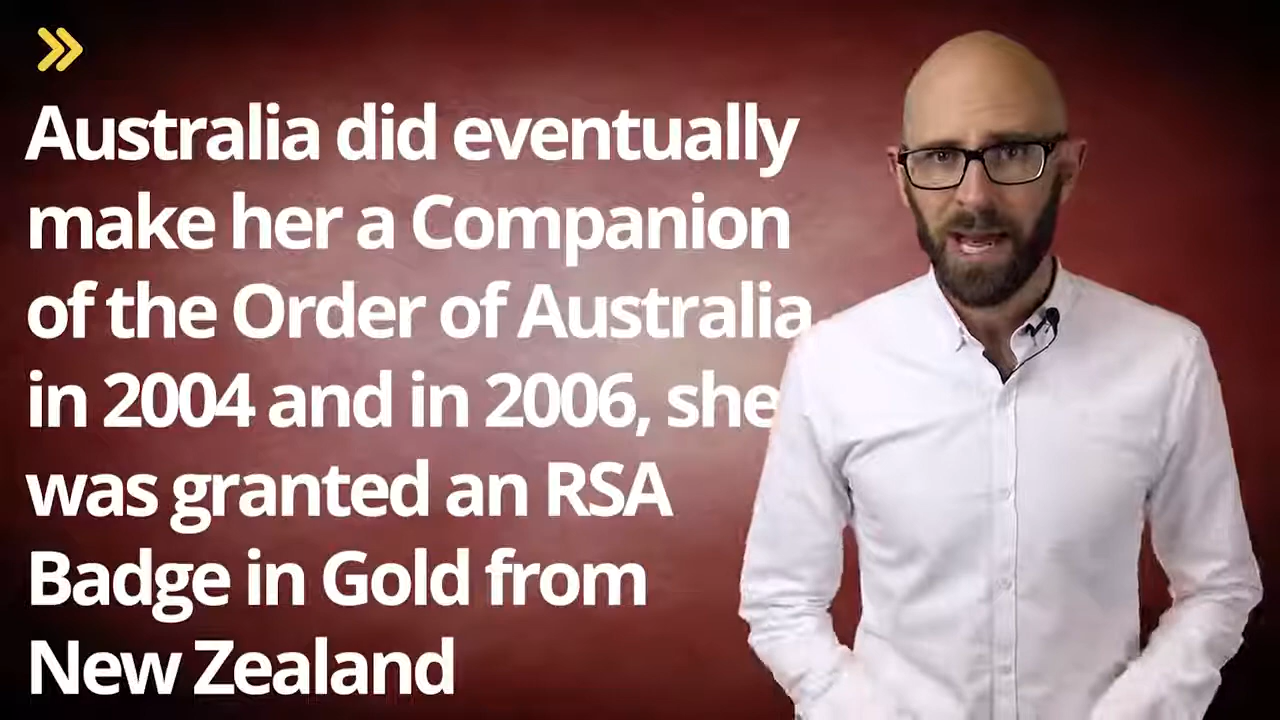 Australia did eventually
make her a Companion
of the Order of Australia
in 2004 and in 2006, she
was granted an RSA
Badge in Gold from
New Zealand